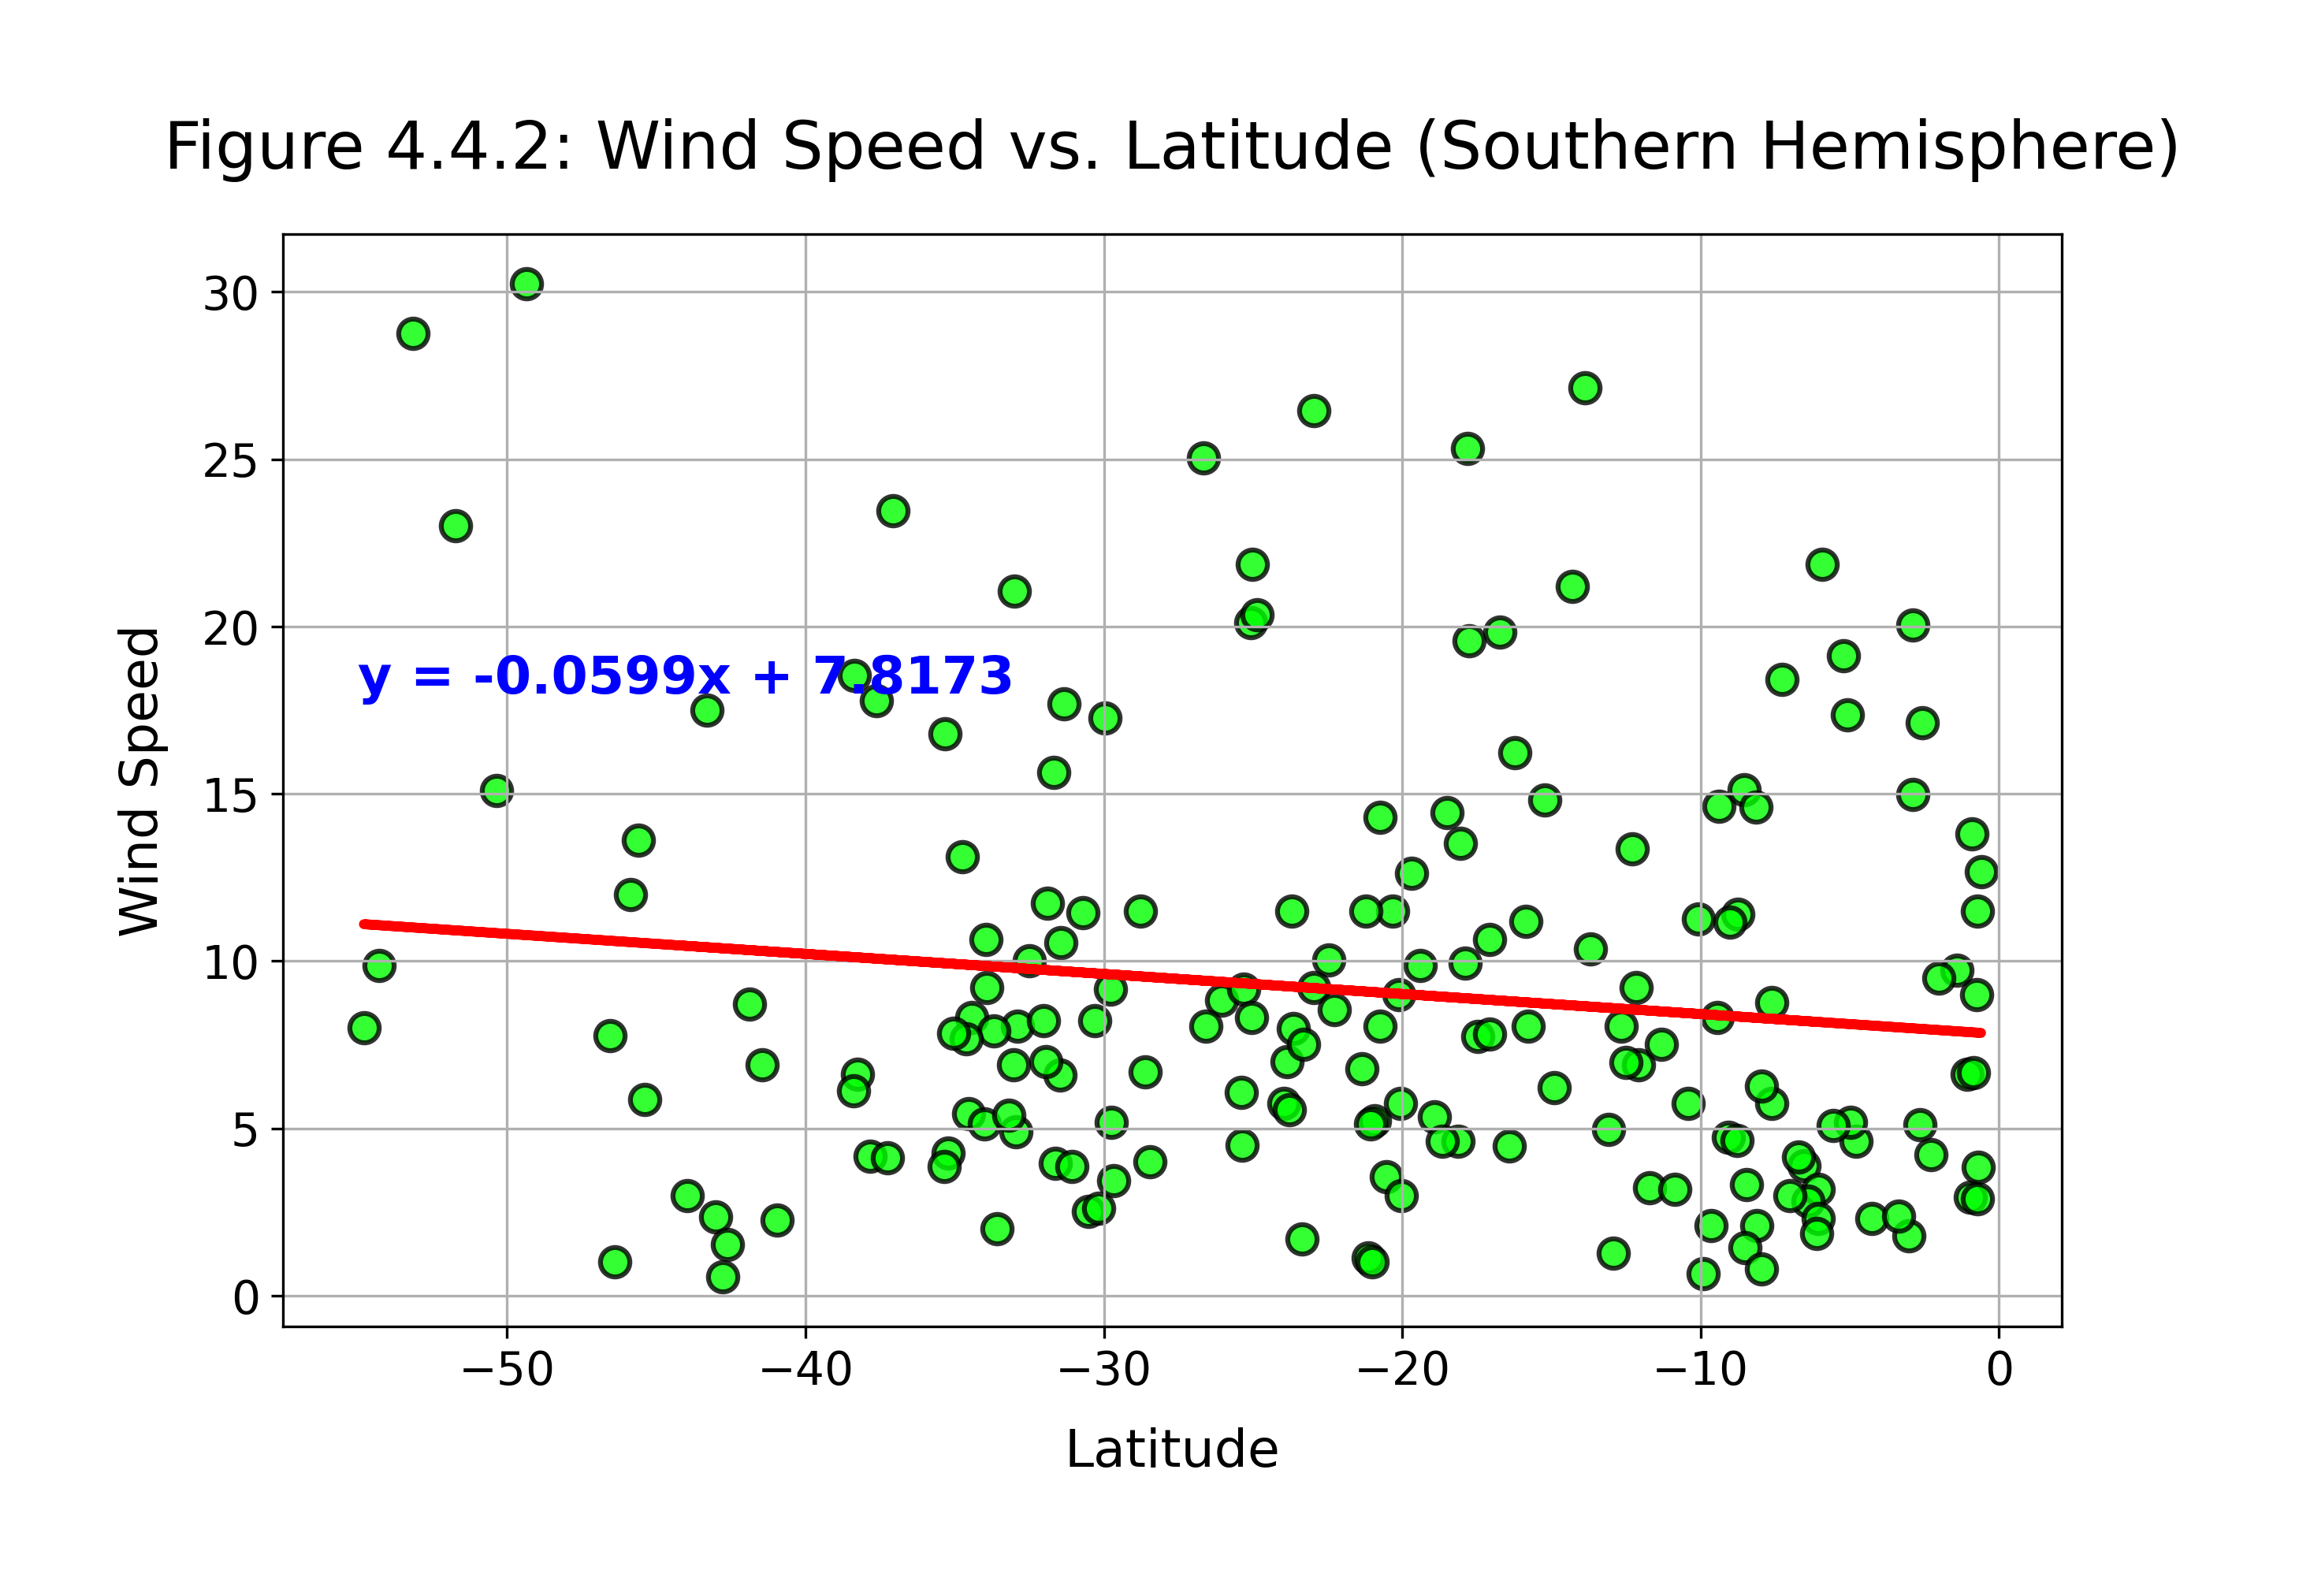 Figure 4.4.2: Wind Speed vs. Latitude (Southern Hemisphere)
30
25
20
15
10
5
0
Wind Speed
y = -0.0599x + 7.8173
−50 −40 −30 −20 −10 0
Latitude